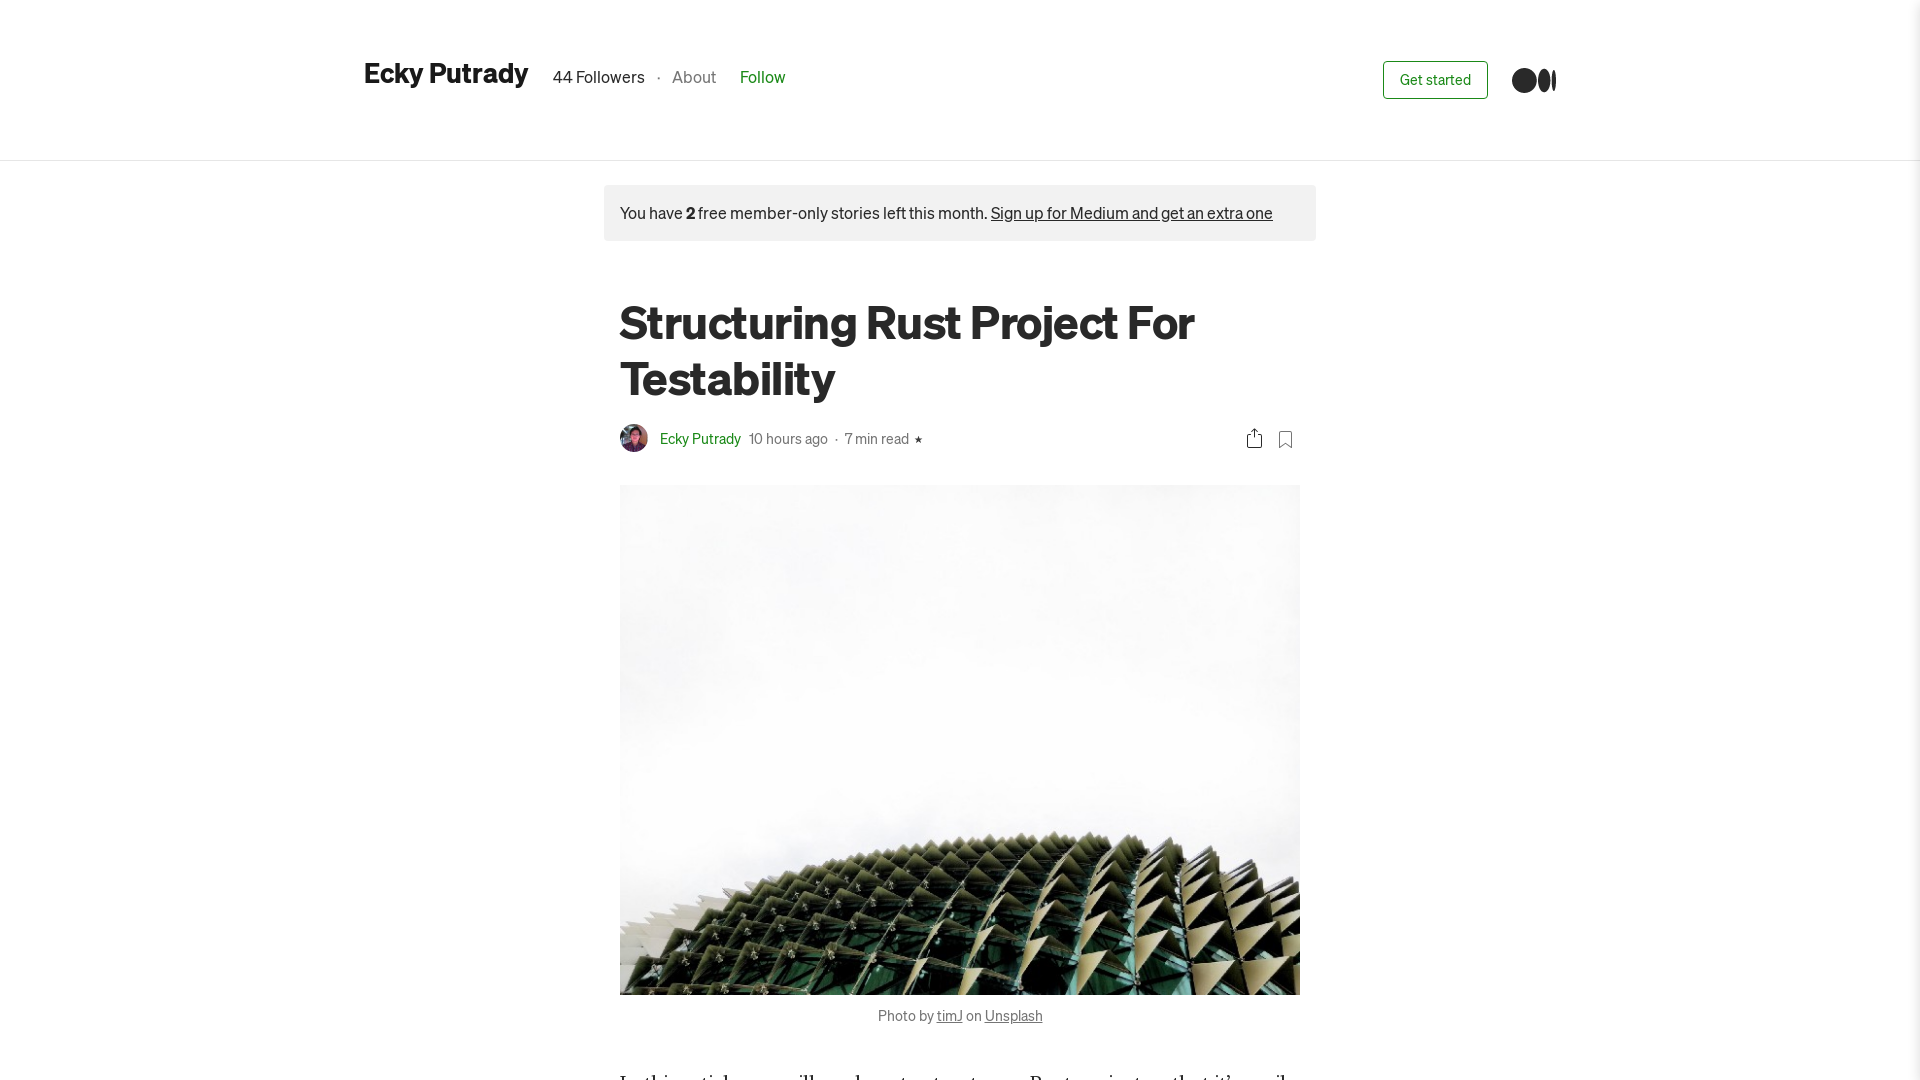 Ecky Putrady 44 Followers · About Follow Get started
You have 2 free member-only stories left this month. Sign up for Medium and get an extra one
Structuring Rust Project For
Testability
Ecky Putrady 10 hours ago · 7 min read ★
Photo by timJ on Unsplash